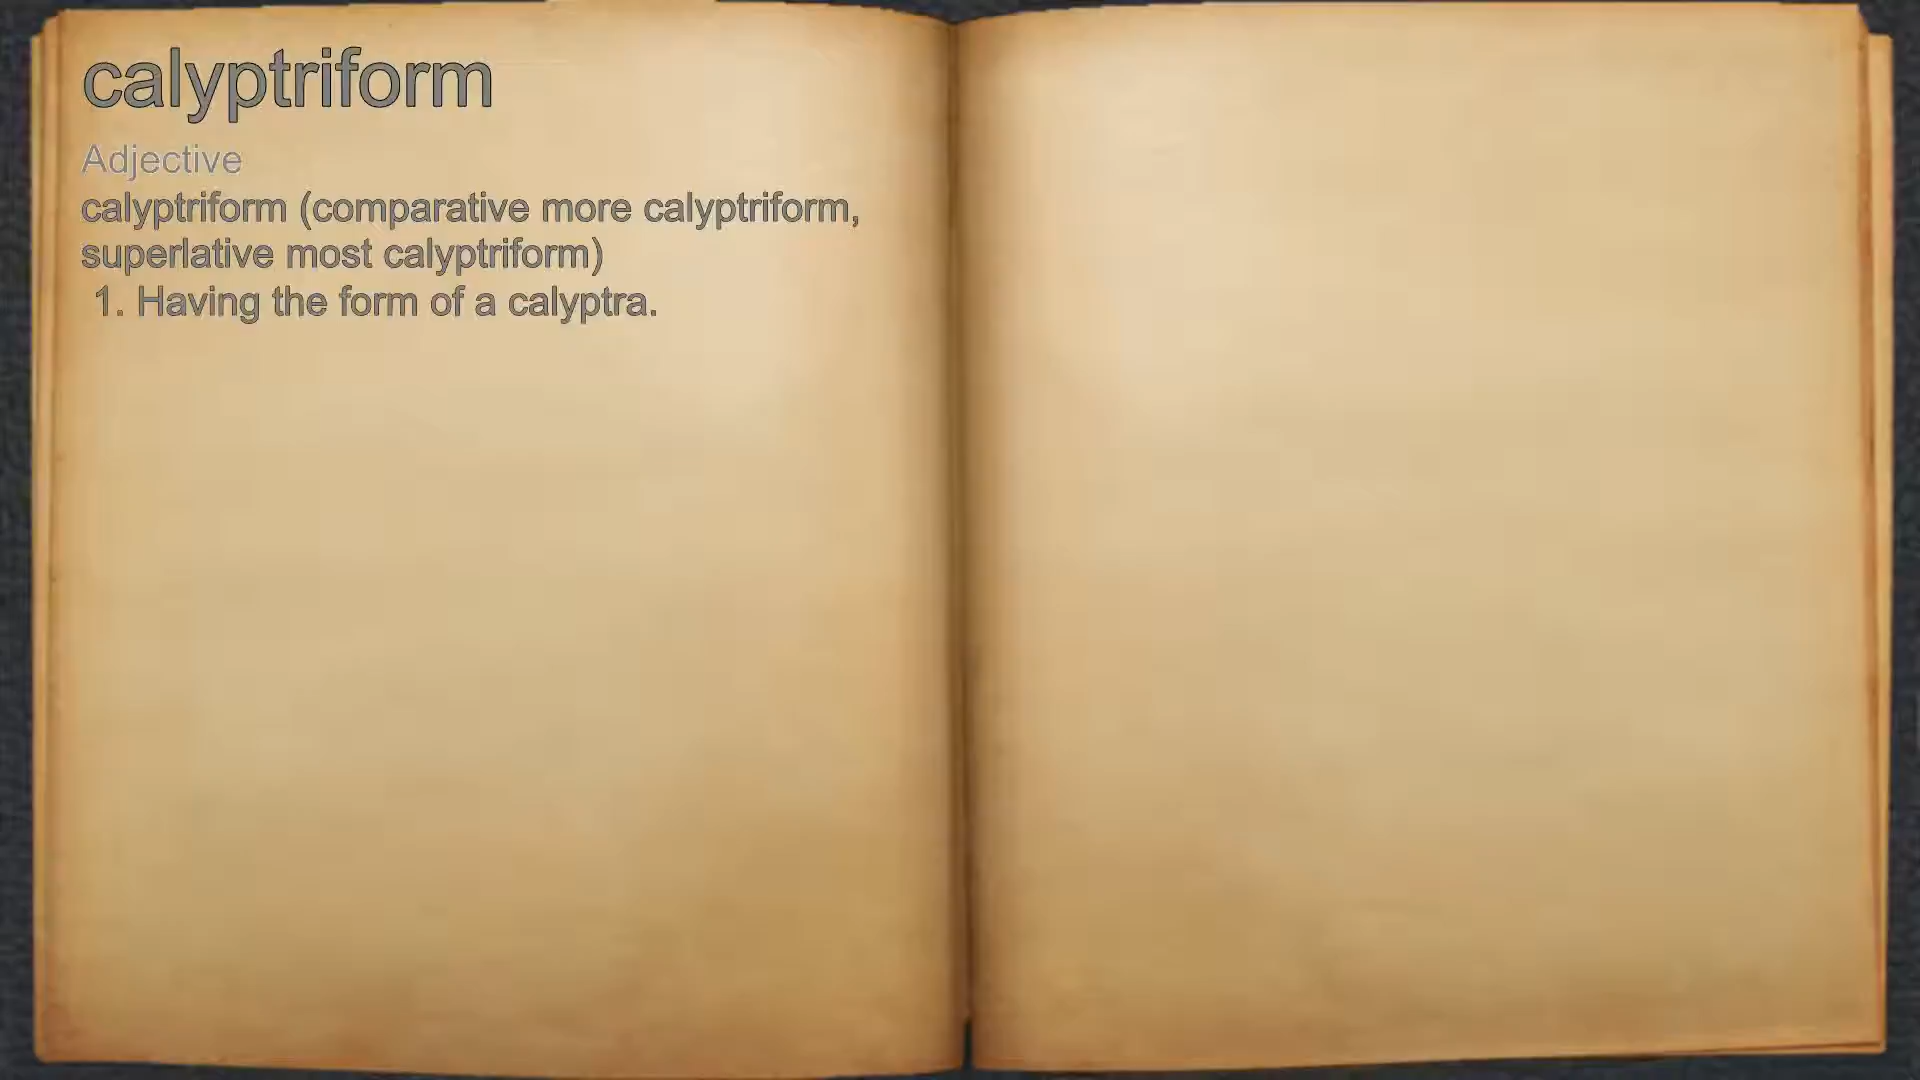 calyptriform
Adjective
calyptriform (comparative more calyptriform,
superlative most calyptriform)
1. Having the form of a calyptra.